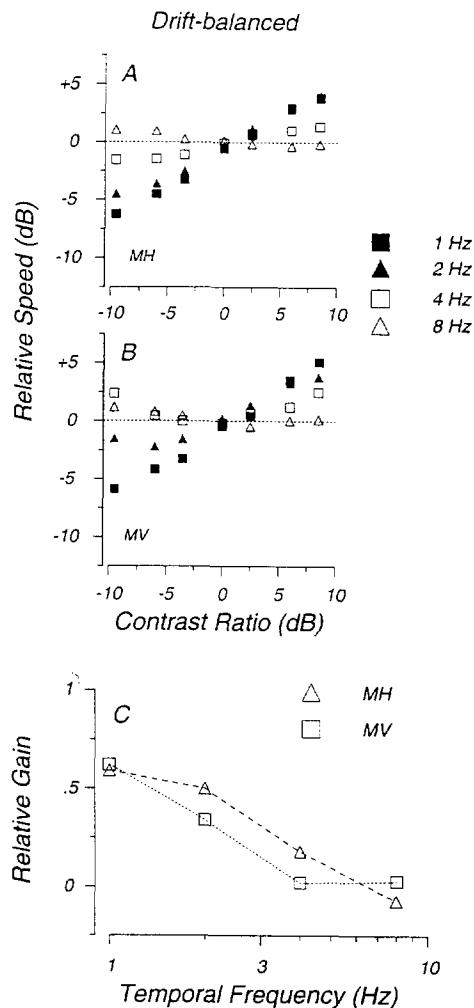 Drift-balanced
A
+5
0
-5
-10
MH
-10 -5 0 5 10
1 Hz
2 Hz
4 Hz
8 Hz
Relative Speed (dB)
B
+5
0
-5
-10
MV
-10 -5 0 5 10
Contrast Ratio (dB)
C
MH
MV
1
.5
0
Relative Gain
1 3 10
Temporal Frequency (Hz)